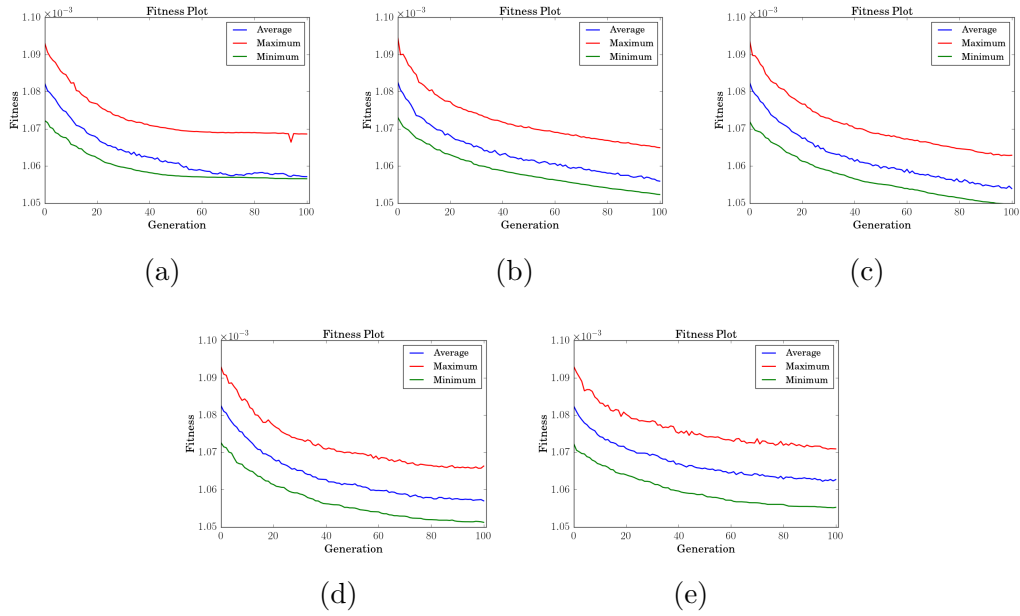 ×10⁻³ Fitness Plot
1.10
1.09
1.08
1.07
1.06
1.05
Fitness
Average
Maximum
Minimum
0 20 40 60 80 100
Generation
(a)
×10⁻³ Fitness Plot
1.10
1.09
1.08
1.07
1.06
1.05
Fitness
Average
Maximum
Minimum
0 20 40 60 80 100
Generation
(b)
×10⁻³ Fitness Plot
1.10
1.09
1.08
1.07
1.06
1.05
Fitness
Average
Maximum
Minimum
0 20 40 60 80 100
Generation
(c)
×10⁻³ Fitness Plot
1.10
1.09
1.08
1.07
1.06
1.05
Fitness
Average
Maximum
Minimum
0 20 40 60 80 100
Generation
(d)
×10⁻³ Fitness Plot
1.10
1.09
1.08
1.07
1.06
1.05
Fitness
Average
Maximum
Minimum
0 20 40 60 80 100
Generation
(e)